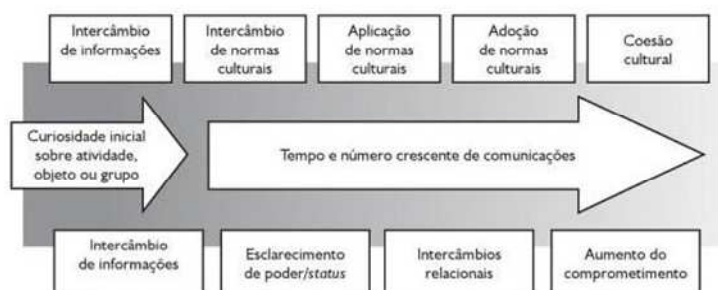 Intercâmbio
de informações
Intercâmbio
de normas
culturais
Aplicação
de normas
culturais
Adoção
de normas
culturais
Coesão
cultural
Curiosidade inicial
sobre atividade,
objeto ou grupo
Tempo e número crescente de comunicações
Intercâmbio
de informações
Esclarecimento
de poder/status
Intercâmbios
relacionais
Aumento do
comprometimento